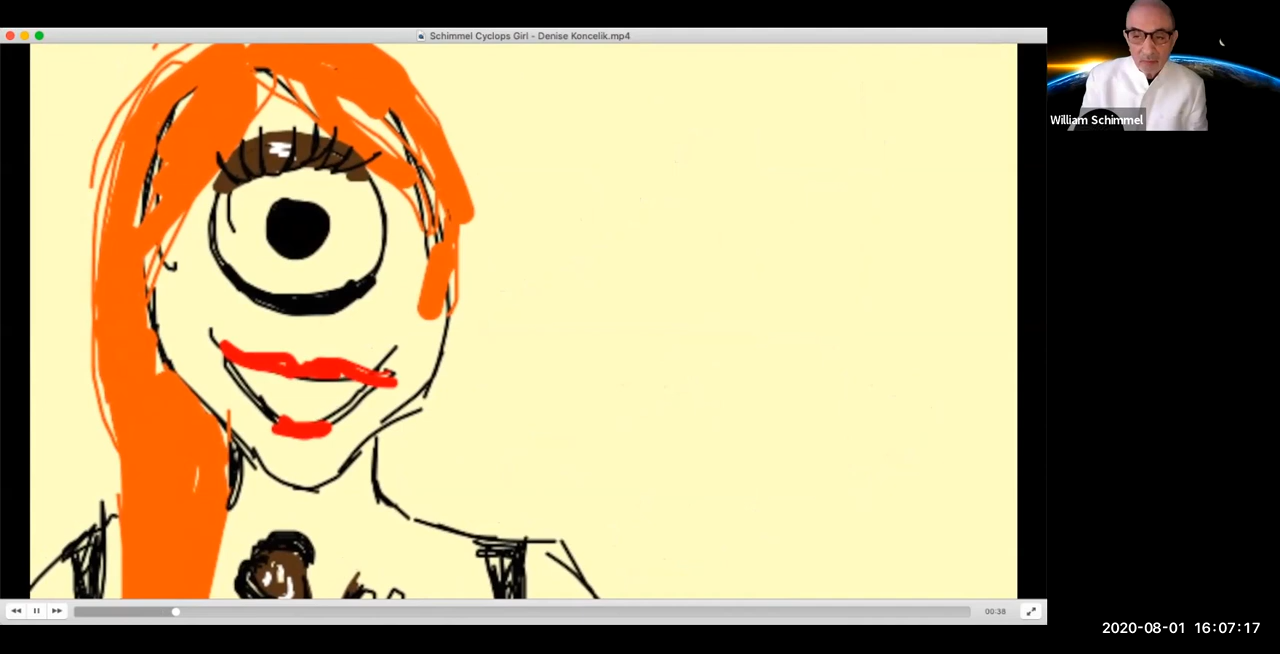 Schimmel Cyclops Girl - Denise Koncelik.mp4
William Schimmel
00:38
2020-08-01 16:07:17